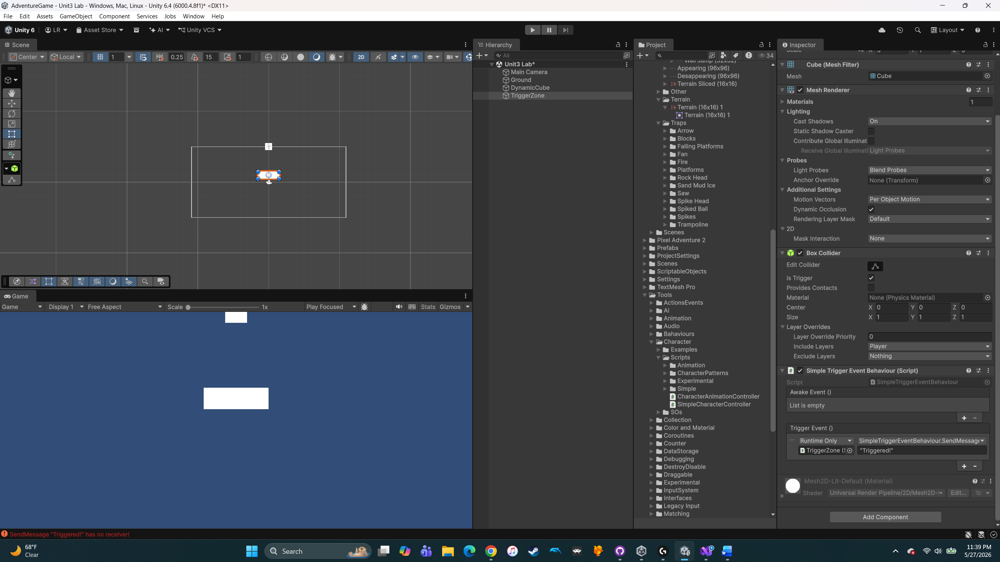 AdventureGame - Unit3 Lab - Windows, Mac, Linux - Unity 6.4 (6000.4.8f1)* <DX11>
File Edit Assets GameObject Component Services Jobs Window Help
Unity 6 LR Asset Store AI Unity VCS Layout
Scene
Center Local 1 0.25 15 1 2D
Game
Game Display 1 Free Aspect Scale 1x Play Focused Stats Gizmos
Hierarchy
All
Unit3 Lab*
Main Camera
Ground
DynamicCube
TriggerZone
Project
34
Wall Jump (32x32)
Appearing (96x96)
Desappearing (96x96)
Terrain Sliced (16x16)
Other
Terrain
Terrain (16x16) 1
Terrain (16x16) 1
Traps
Arrow
Blocks
Falling Platforms
Fan
Fire
Platforms
Rock Head
Sand Mud Ice
Saw
Spike Head
Spiked Ball
Spikes
Trampoline
Scenes
Pixel Adventure 2
Prefabs
ProjectSettings
Scenes
ScriptableObjects
Settings
TextMesh Pro
Tools
ActionsEvents
AI
Animation
Audio
Bahaviours
Character
Examples
Scripts
Animation
CharacterPatterns
Experimental
Simple
CharacterAnimationController
SimpleCharacterController
SOs
Collection
Color and Material
Coroutines
Counter
DataStorage
Debugging
DestroyDisable
Draggable
Experimental
InputSystem
Interfaces
Legacy Input
Matching
Inspector
Cube (Mesh Filter)
Mesh Cube
Mesh Renderer
Materials 1
Lighting
Cast Shadows On
Static Shadow Caster
Contribute Global Illuminat
Receive Global Illuminati Light Probes
Probes
Light Probes Blend Probes
Anchor Override None (Transform)
Additional Settings
Motion Vectors Per Object Motion
Dynamic Occlusion
Rendering Layer Mask Default
2D
Mask Interaction None
Box Collider
Edit Collider
Is Trigger
Provides Contacts
Material None (Physics Material)
Center X 0 Y 0 Z 0
Size X 1 Y 1 Z 1
Layer Overrides
Layer Override Priority 0
Include Layers Player
Exclude Layers Nothing
Simple Trigger Event Behaviour (Script)
Script SimpleTriggerEventBehaviour
Awake Event ()
List is empty
Trigger Event ()
Runtime Only SimpleTriggerEventBehaviour.SendMessage
TriggerZone (S "Triggered!"
Mesh2D-Lit-Default (Material)
Shader Universal Render Pipeline/2D/Mesh2D-L Edit...
Add Component
SendMessage "Triggered!" has no receiver!
68°F
Clear
Search
11:39 PM
5/27/2026